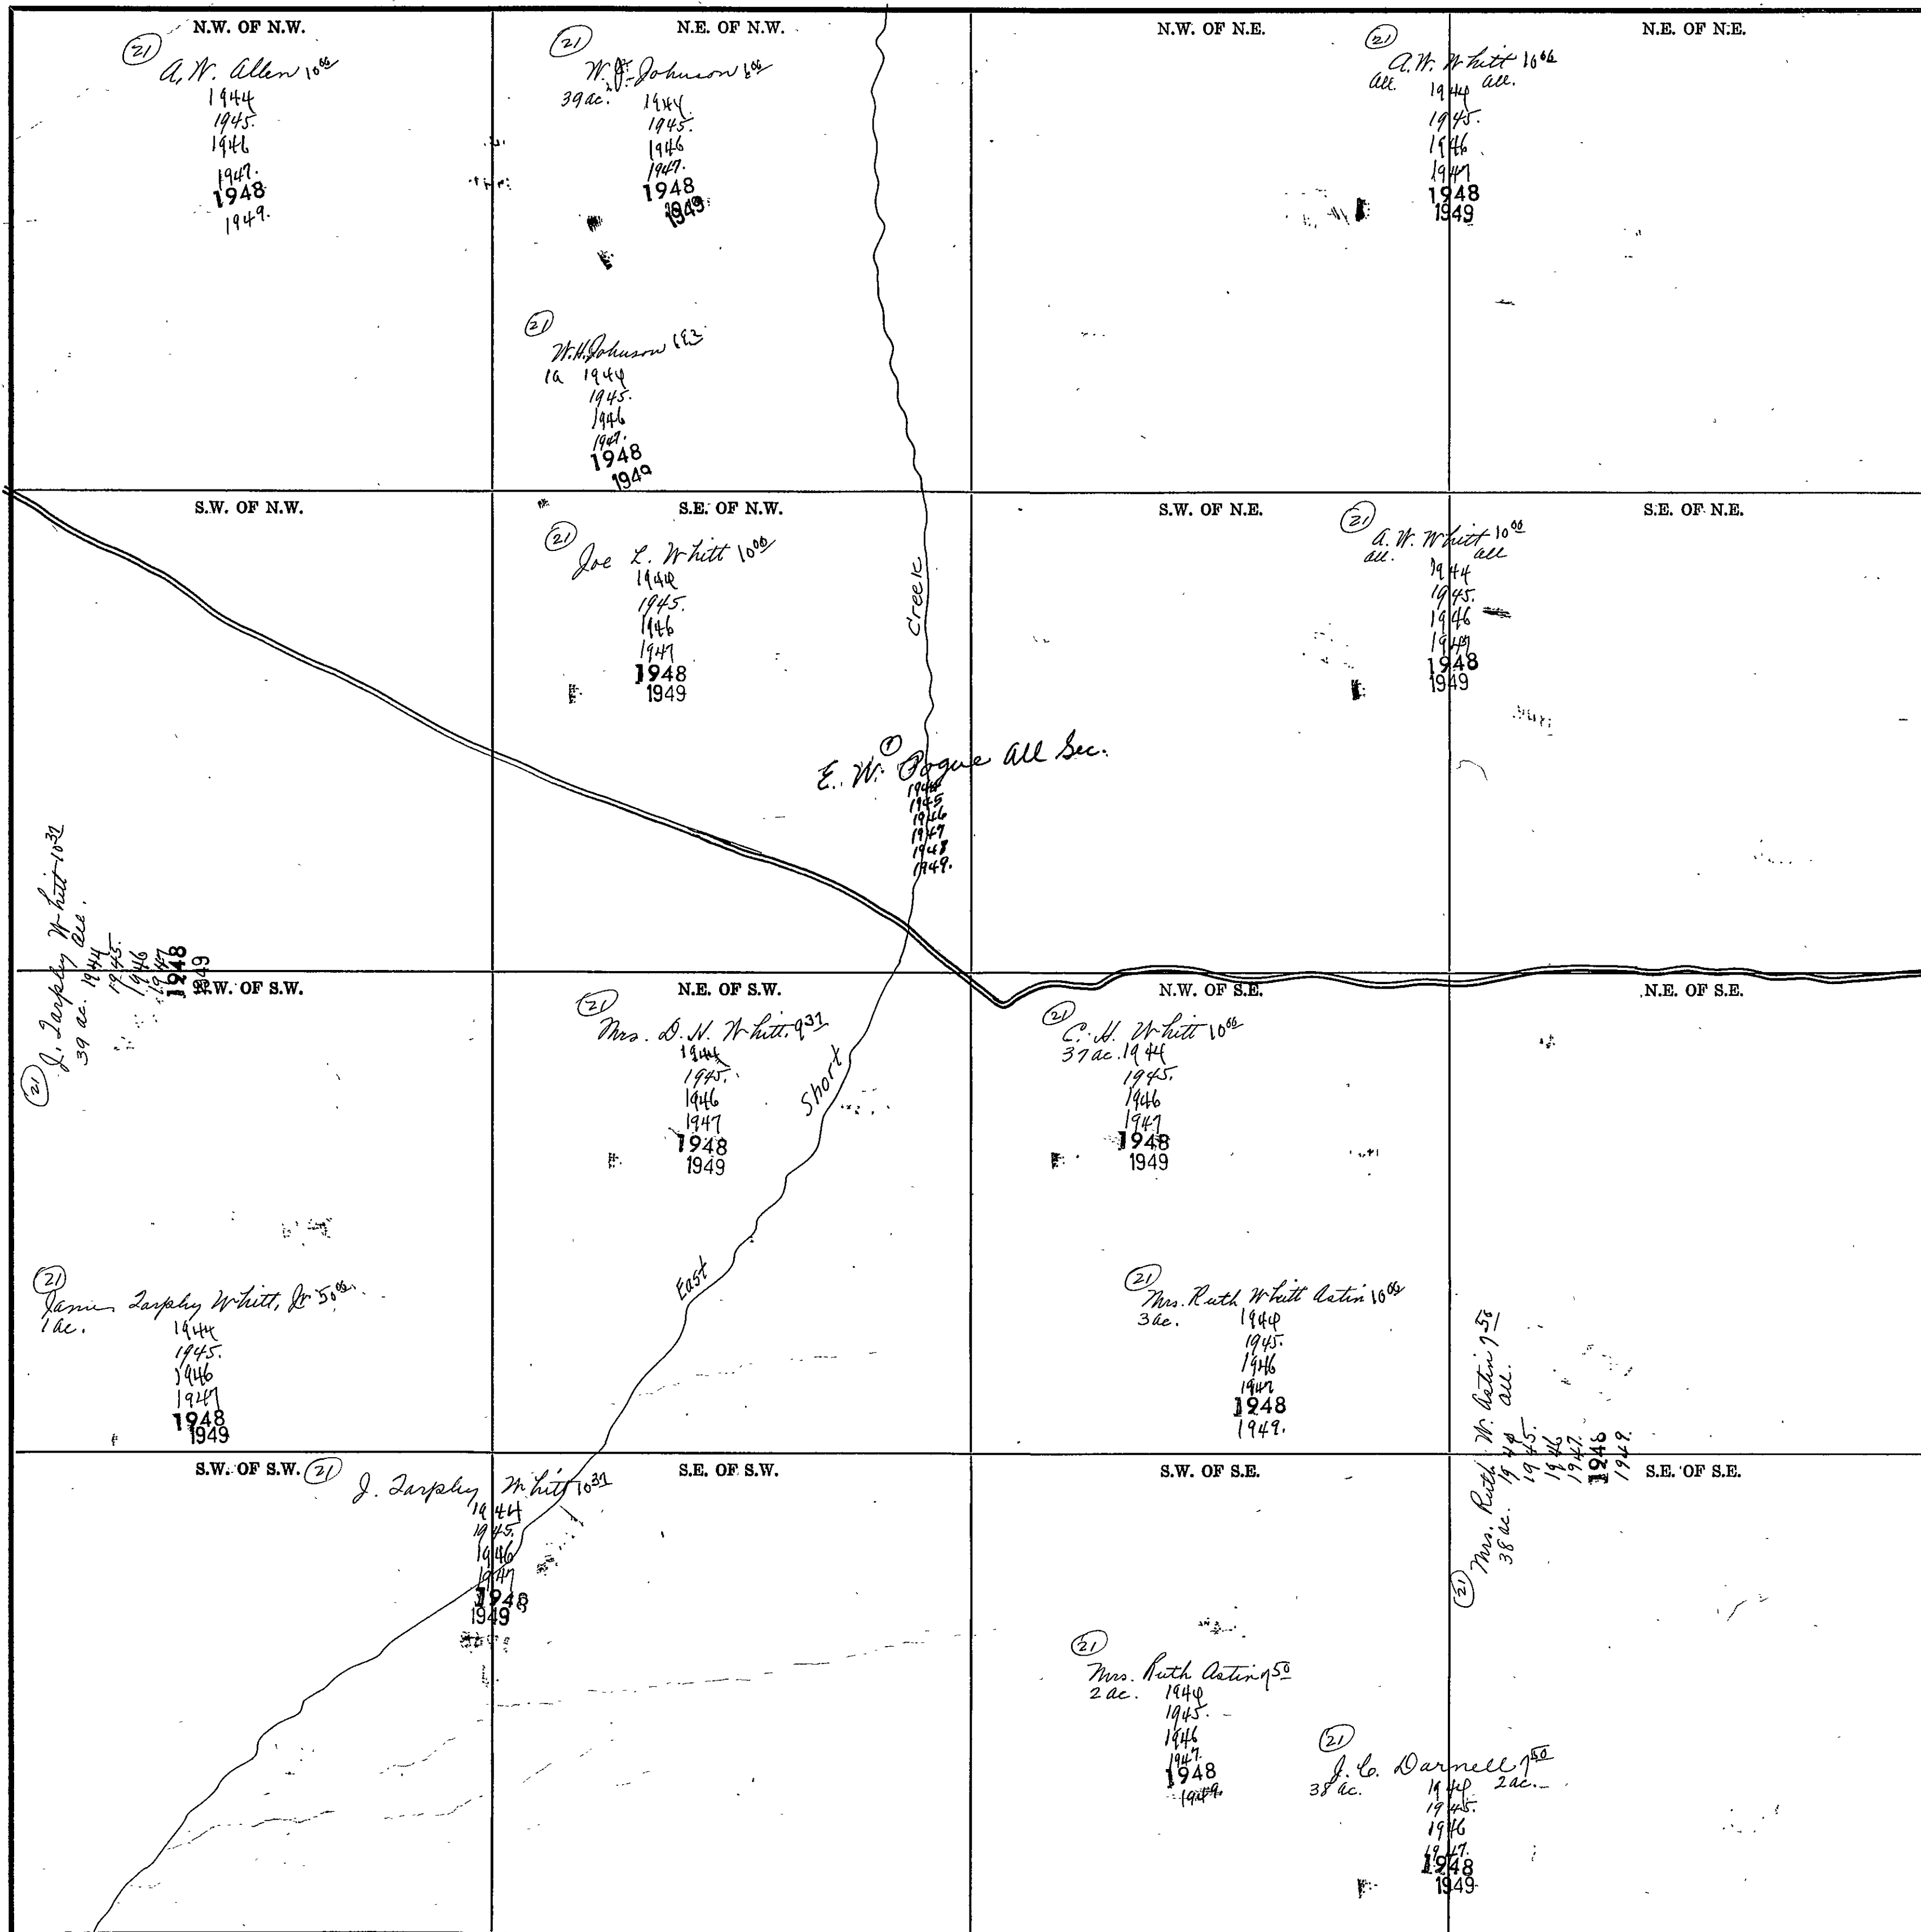 N.W. OF N.W.
21
A. W. Allen 10 00
1944
1945.
1946
1947.
1948
1949.
N.E. OF N.W.
21
Johnson
39 ac.
1944
1945.
1946
1947.
1948
1949
21
W. H. Johnson
1a 1944
1945.
1946
1947.
1948
1949
N.W. OF N.E.
N.E. OF N.E.
21
A. W. Whitt 10 00
all. all.
1944
1945.
1946
1947
1948
1949
S.W. OF N.W.
S.E. OF N.W.
21
Joe L. Whitt 10 00
1944
1945.
1946
1947
1948
1949
Creek
S.W. OF N.E.
S.E. OF N.E.
21
A. W. Whitt 10 00
all. all
1944
1945.
1946
1947
1948
1949
E. W. Pogue All Sec.
1944
1945
1946
1947
1948
1949.
21
J. Tarpley Whitt 10 37
39 ac. all.
1944
1945.
1946
1947
1948
1949
N.W. OF S.W.
N.E. OF S.W.
21
Mrs. D. H. Whitt. 9 37
1944
1945.
1946
1947
1948
1949
Short
East
N.W. OF S.E.
21
C. H. Whitt 10 00
37 ac. 1944
1945.
1946
1947
1948
1949
N.E. OF S.E.
21
James Tarpley Whitt, Jr 50 00
1 ac.
1944
1945.
1946
1947
1948
1949
21
Mrs. Ruth Whitt Astin 10 00
3 ac. 1944
1945.
1946
1947
1948
1949.
21
Mrs. Ruth W. Astin 7 50
38 ac. all.
1944
1945.
1946
1947.
1948
1949.
S.W. OF S.W.
21
J. Tarpley Whitt 10 37
1944
1945.
1946
1947
1948
1949
S.E. OF S.W.
S.W. OF S.E.
S.E. OF S.E.
21
Mrs. Ruth Astin 7 50
2 ac. 1944
1945.
1946
1947.
1948
1949.
21
J. C. Darnell 7 50
38 ac. 1944 2 ac.
1945.
1946
1947.
1948
1949